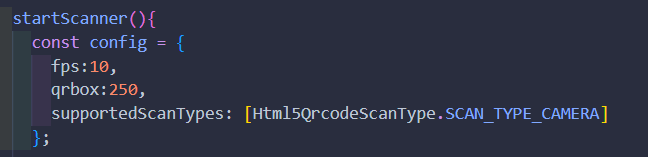 startScanner(){
const config = {
fps:10,
qrbox:250,
supportedScanTypes: [Html5QrcodeScanType.SCAN_TYPE_CAMERA]
};